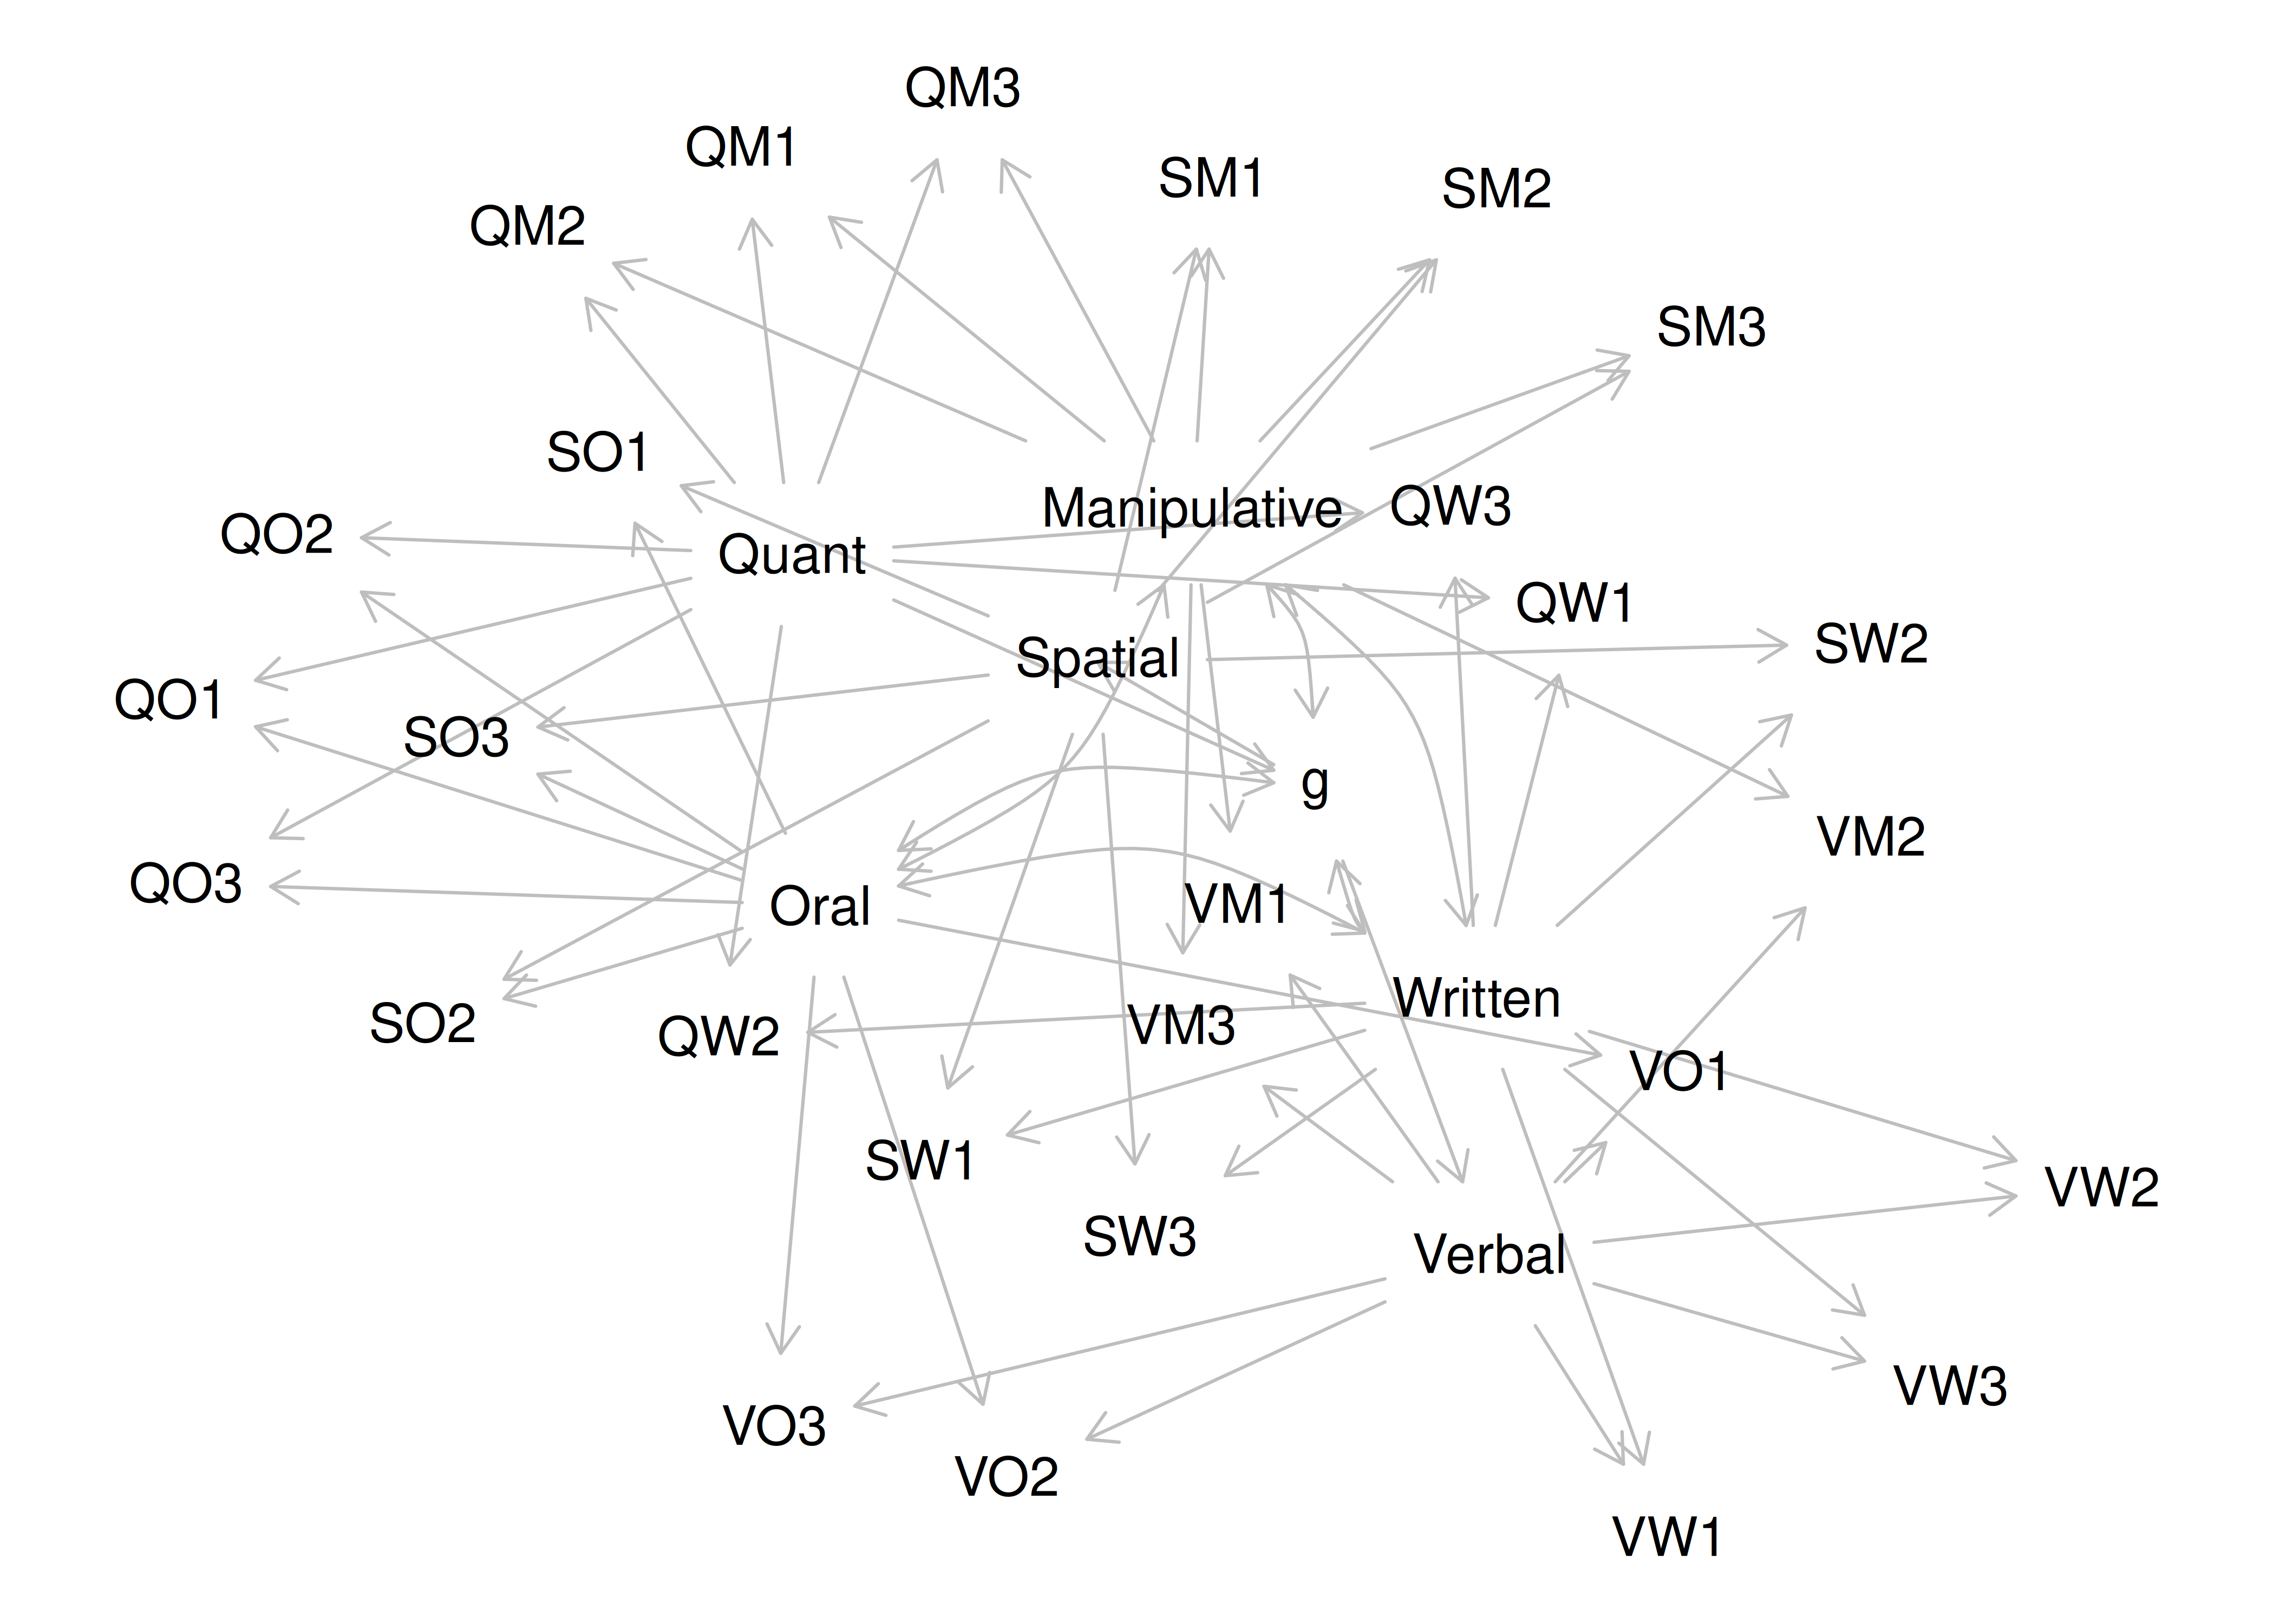 QM3
QM1
SM1
SM2
QM2
SM3
SO1
Manipulative
QW3
QO2
Quant
QW1
Spatial
SW2
QO1
SO3
g
VM2
QO3
Oral
VM1
Written
SO2
QW2
VM3
VO1
SW1
VW2
SW3
Verbal
VW3
VO3
VO2
VW1